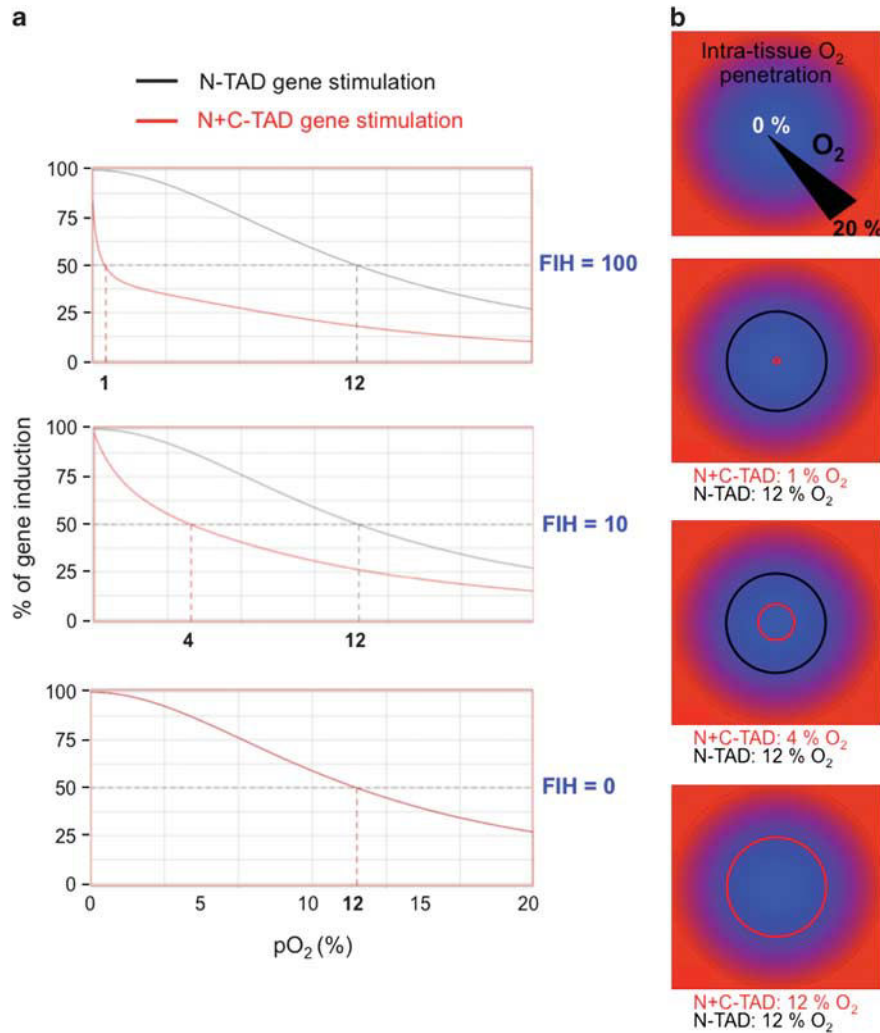 a
b
N-TAD gene stimulation
N+C-TAD gene stimulation
% of gene induction
100
75
50
25
0
1
12
FIH = 100
100
75
50
25
0
4
12
FIH = 10
100
75
50
25
0
0
5
10
12
15
20
FIH = 0
pO₂ (%)
Intra-tissue O₂
penetration
0 %
O₂
20 %
N+C-TAD: 1 % O₂
N-TAD: 12 % O₂
N+C-TAD: 4 % O₂
N-TAD: 12 % O₂
N+C-TAD: 12 % O₂
N-TAD: 12 % O₂